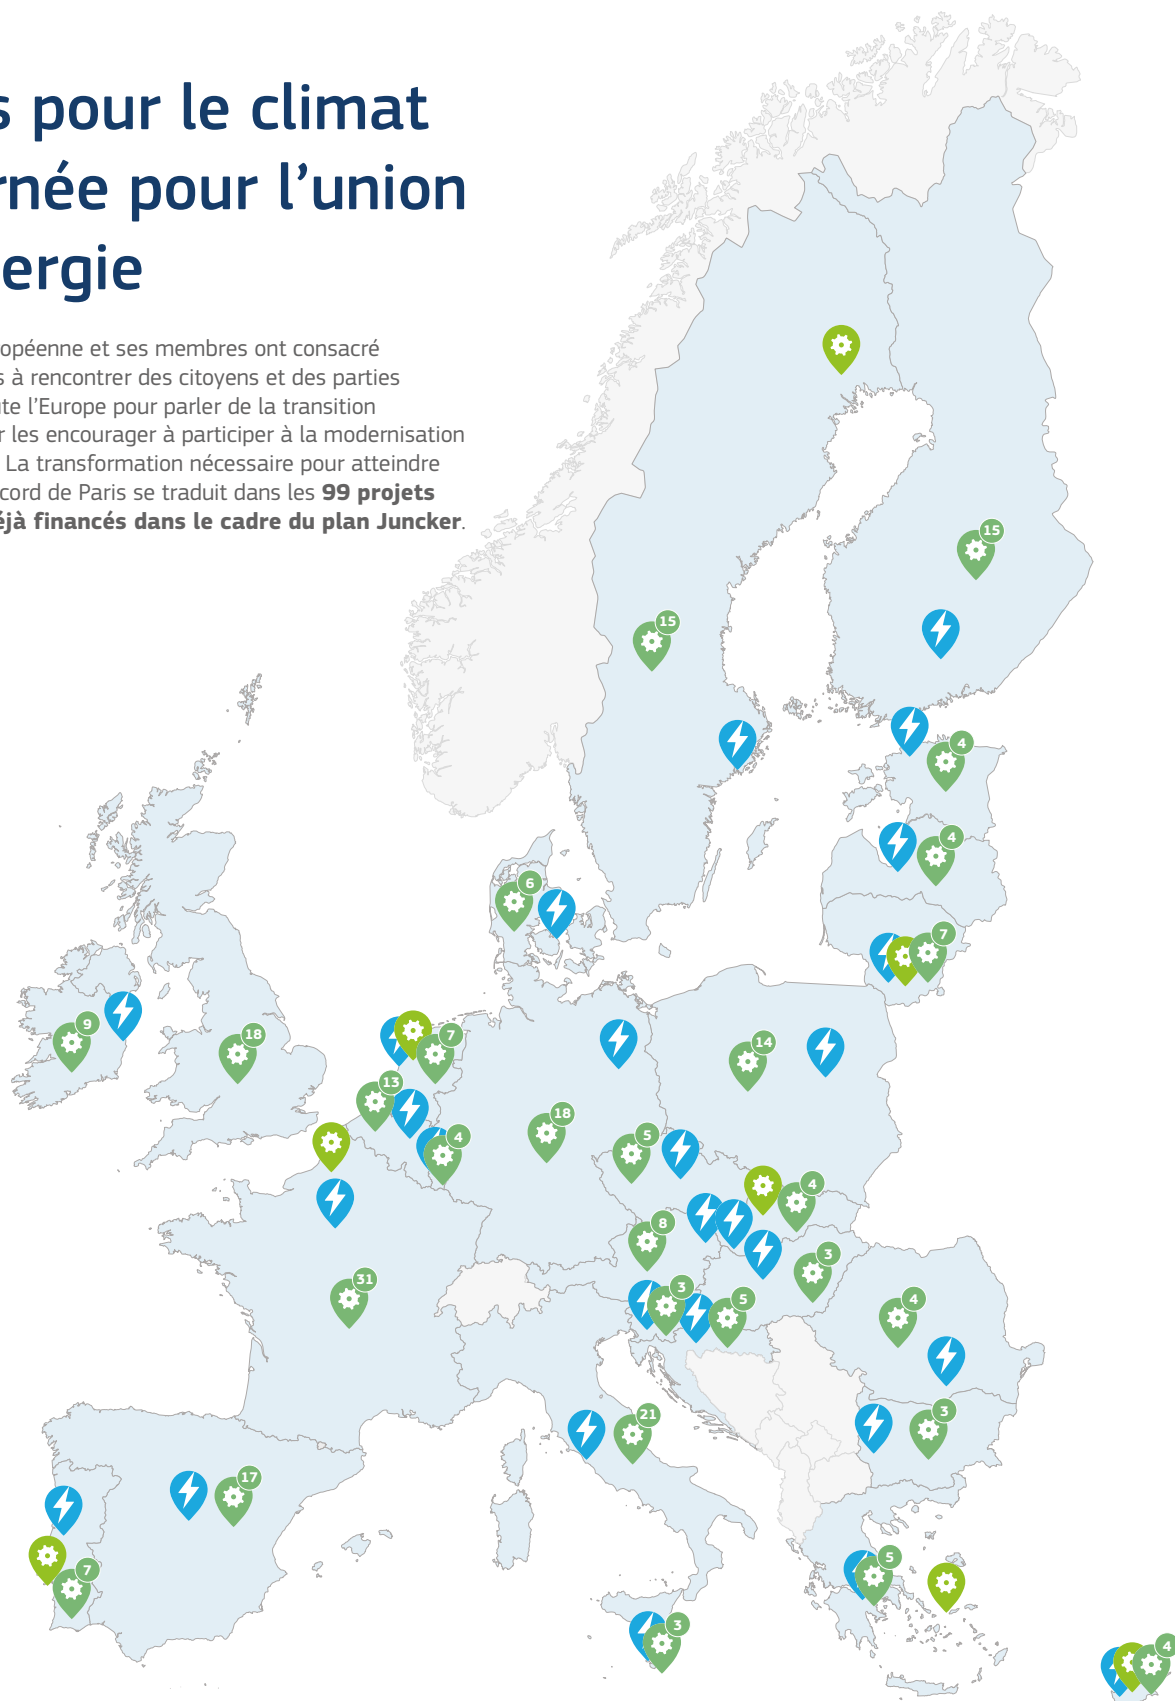 s pour le climat
rnée pour l’union
ergie
opéenne et ses membres ont consacré
s à rencontrer des citoyens et des parties
ute l’Europe pour parler de la transition
r les encourager à participer à la modernisation
. La transformation nécessaire pour atteindre
cord de Paris se traduit dans les 99 projets
éjà financés dans le cadre du plan Juncker.
15
15
4
4
6
7
9
18
7
14
13
18
4
5
4
8
3
31
3
5
4
21
3
17
7
5
3
4